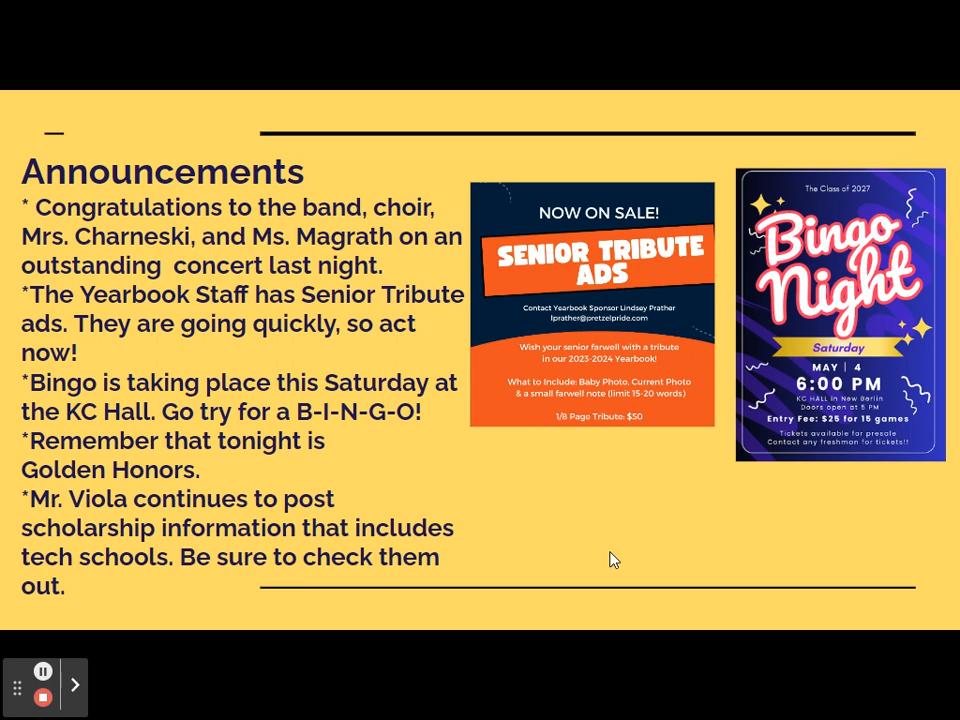 Announcements
* Congratulations to the band, choir,
Mrs. Charneski, and Ms. Magrath on an
outstanding  concert last night.
*The Yearbook Staff has Senior Tribute
ads. They are going quickly, so act
now!
*Bingo is taking place this Saturday at
the KC Hall. Go try for a B-I-N-G-O!
*Remember that tonight is
Golden Honors.
*Mr. Viola continues to post
scholarship information that includes
tech schools. Be sure to check them
out.
NOW ON SALE!
SENIOR TRIBUTE
ADS
Contact Yearbook Sponsor Lindsey Prather
lprather@pretzelpride.com
Wish your senior farwell with a tribute
in our 2023-2024 Yearbook!
What to Include: Baby Photo, Current Photo
& a small farwell note (limit 15-20 words)
1/8 Page Tribute: $50
The Class of 2027
Bingo
Night
Saturday
MAY | 4
6:00 PM
KC HALL in New Berlin
Doors open at 5 PM
Entry Fee: $25 for 15 games
Tickets available for presale
Contact any freshman for tickets!!